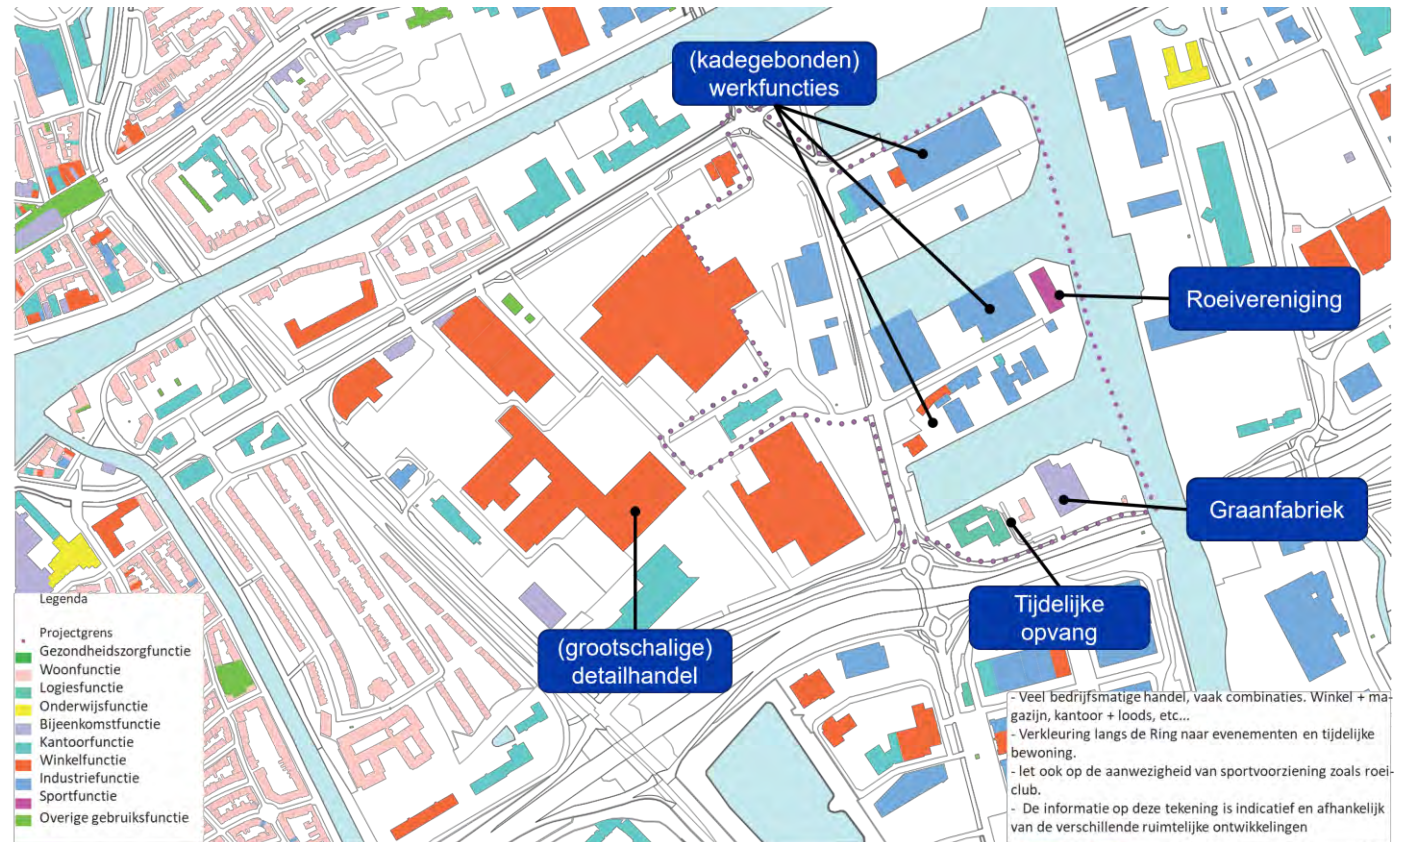 (kadegebonden)
werkfuncties
Roeivereniging
Graanfabriek
Tijdelijke
opvang
(grootschalige)
detailhandel
Legenda
Projectgrens
Gezondheidszorgfunctie
Woonfunctie
Logiesfunctie
Onderwijsfunctie
Bijeenkomstfunctie
Kantoorfunctie
Winkelfunctie
Industriefunctie
Sportfunctie
Overige gebruiksfunctie
- Veel bedrijfsmatige handel, vaak combinaties. Winkel + ma-
gazijn, kantoor + loods, etc...
- Verkleuring langs de Ring naar evenementen en tijdelijke
bewoning.
- let ook op de aanwezigheid van sportvoorziening zoals roei-
club.
- De informatie op deze tekening is indicatief en afhankelijk
van de verschillende ruimtelijke ontwikkelingen